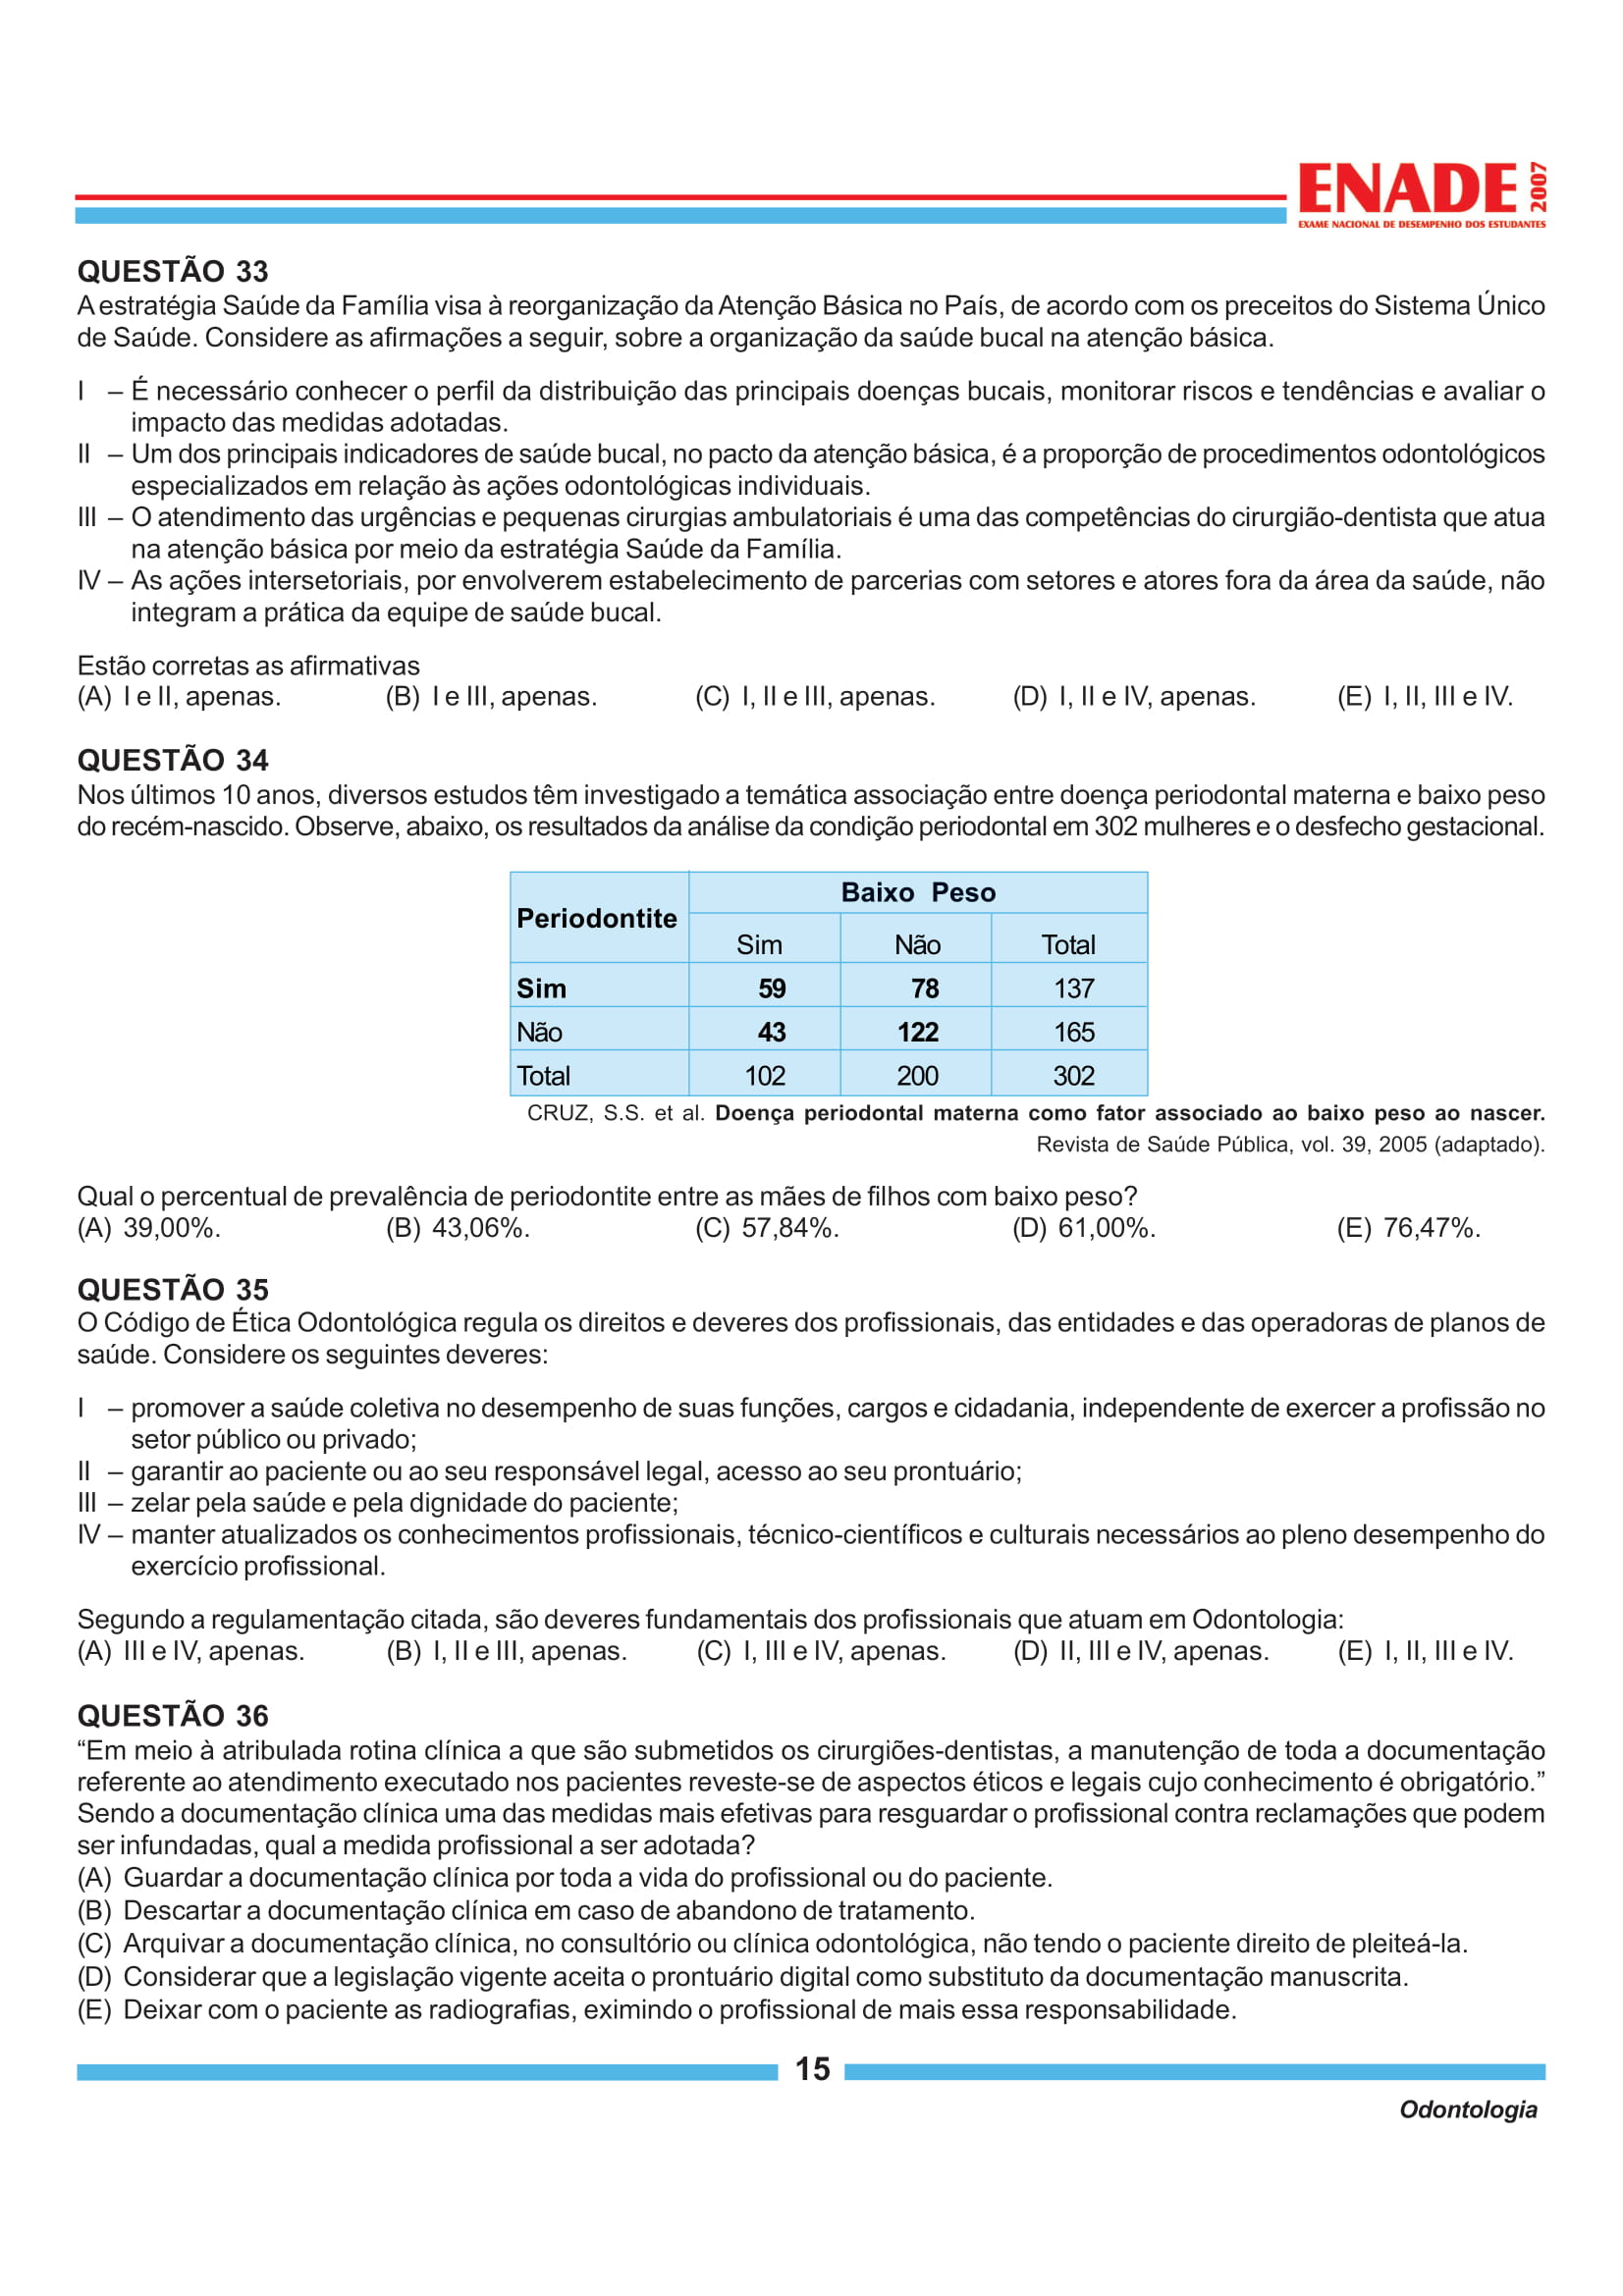 ENADE 2007
EXAME NACIONAL DE DESEMPENHO DOS ESTUDANTES
QUESTÃO 33
A estratégia Saúde da Família visa à reorganização da Atenção Básica no País, de acordo com os preceitos do Sistema Único
de Saúde. Considere as afirmações a seguir, sobre a organização da saúde bucal na atenção básica.
I – É necessário conhecer o perfil da distribuição das principais doenças bucais, monitorar riscos e tendências e avaliar o
impacto das medidas adotadas.
II – Um dos principais indicadores de saúde bucal, no pacto da atenção básica, é a proporção de procedimentos odontológicos
especializados em relação às ações odontológicas individuais.
III – O atendimento das urgências e pequenas cirurgias ambulatoriais é uma das competências do cirurgião-dentista que atua
na atenção básica por meio da estratégia Saúde da Família.
IV – As ações intersetoriais, por envolverem estabelecimento de parcerias com setores e atores fora da área da saúde, não
integram a prática da equipe de saúde bucal.
Estão corretas as afirmativas
(A) I e II, apenas. (B) I e III, apenas. (C) I, II e III, apenas. (D) I, II e IV, apenas. (E) I, II, III e IV.
QUESTÃO 34
Nos últimos 10 anos, diversos estudos têm investigado a temática associação entre doença periodontal materna e baixo peso
do recém-nascido. Observe, abaixo, os resultados da análise da condição periodontal em 302 mulheres e o desfecho gestacional.
Periodontite Baixo Peso
Sim Não Total
Sim 59 78 137
Não 43 122 165
Total 102 200 302
CRUZ, S.S. et al. Doença periodontal materna como fator associado ao baixo peso ao nascer.
Revista de Saúde Pública, vol. 39, 2005 (adaptado).
Qual o percentual de prevalência de periodontite entre as mães de filhos com baixo peso?
(A) 39,00%. (B) 43,06%. (C) 57,84%. (D) 61,00%. (E) 76,47%.
QUESTÃO 35
O Código de Ética Odontológica regula os direitos e deveres dos profissionais, das entidades e das operadoras de planos de
saúde. Considere os seguintes deveres:
I – promover a saúde coletiva no desempenho de suas funções, cargos e cidadania, independente de exercer a profissão no
setor público ou privado;
II – garantir ao paciente ou ao seu responsável legal, acesso ao seu prontuário;
III – zelar pela saúde e pela dignidade do paciente;
IV – manter atualizados os conhecimentos profissionais, técnico-científicos e culturais necessários ao pleno desempenho do
exercício profissional.
Segundo a regulamentação citada, são deveres fundamentais dos profissionais que atuam em Odontologia:
(A) III e IV, apenas. (B) I, II e III, apenas. (C) I, III e IV, apenas. (D) II, III e IV, apenas. (E) I, II, III e IV.
QUESTÃO 36
“Em meio à atribulada rotina clínica a que são submetidos os cirurgiões-dentistas, a manutenção de toda a documentação
referente ao atendimento executado nos pacientes reveste-se de aspectos éticos e legais cujo conhecimento é obrigatório.”
Sendo a documentação clínica uma das medidas mais efetivas para resguardar o profissional contra reclamações que podem
ser infundadas, qual a medida profissional a ser adotada?
(A) Guardar a documentação clínica por toda a vida do profissional ou do paciente.
(B) Descartar a documentação clínica em caso de abandono de tratamento.
(C) Arquivar a documentação clínica, no consultório ou clínica odontológica, não tendo o paciente direito de pleiteá-la.
(D) Considerar que a legislação vigente aceita o prontuário digital como substituto da documentação manuscrita.
(E) Deixar com o paciente as radiografias, eximindo o profissional de mais essa responsabilidade.
15
Odontologia